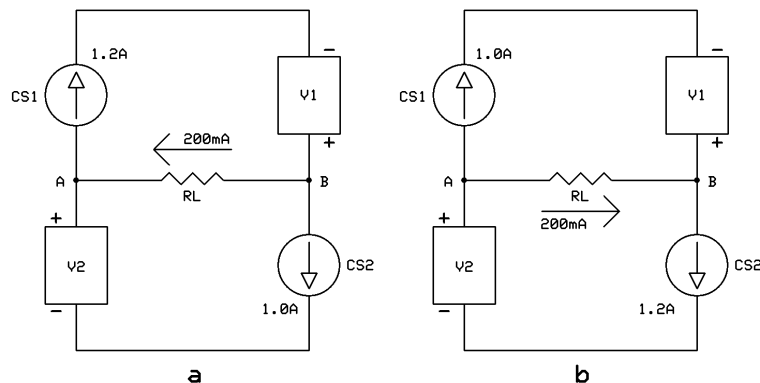 1.2A
-
CS1
V1
200mA
+
A
B
RL
+
V2
CS2
-
1.0A
a
1.0A
-
CS1
V1
+
A
B
RL
+
200mA
V2
CS2
-
1.2A
b